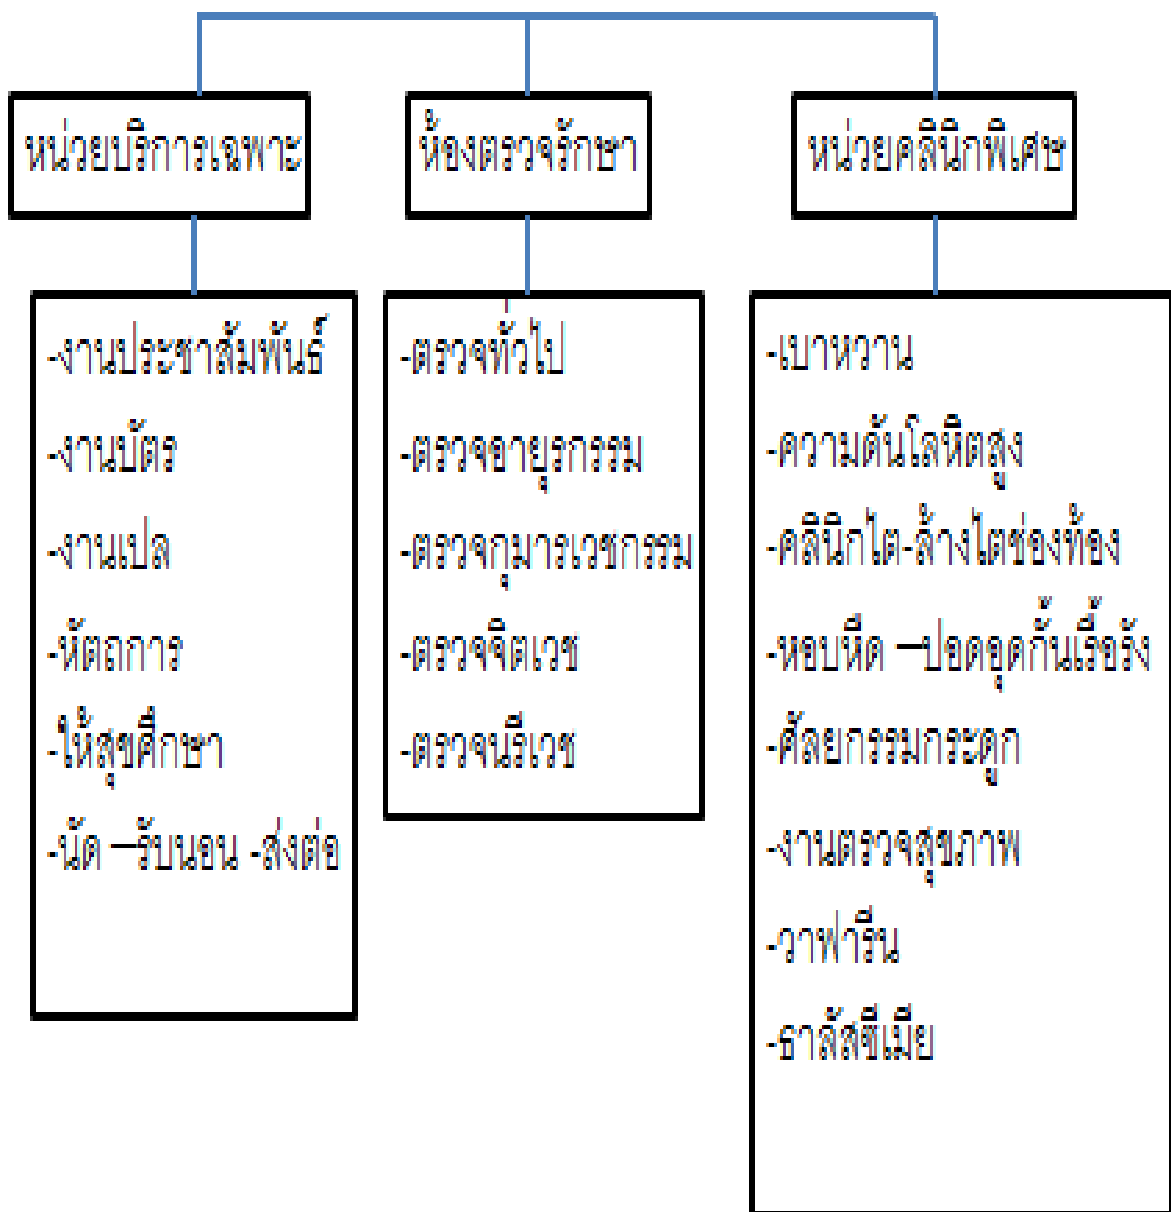 หน่วยบริการเฉพาะ
ห้องตรวจรักษา
หน่วยคลินิกพิเศษ
-งานประชาสัมพันธ์
-งานบัตร
-งานเปล
-หัตถการ
-ให้สุขศึกษา
-นัด –รับนอน -ส่งต่อ
-ตรวจทั่วไป
-ตรวจอายุรกรรม
-ตรวจกุมารเวชกรรม
-ตรวจจิตเวช
-ตรวจนรีเวช
-เบาหวาน
-ความดันโลหิตสูง
-คลินิกไต-ล้างไตช่องท้อง
-หอบหืด –ปอดอุดกั้นเรื้อรัง
-ศัลยกรรมกระดูก
-งานตรวจสุขภาพ
-วาฟารีน
-ธาลัสซีเมีย